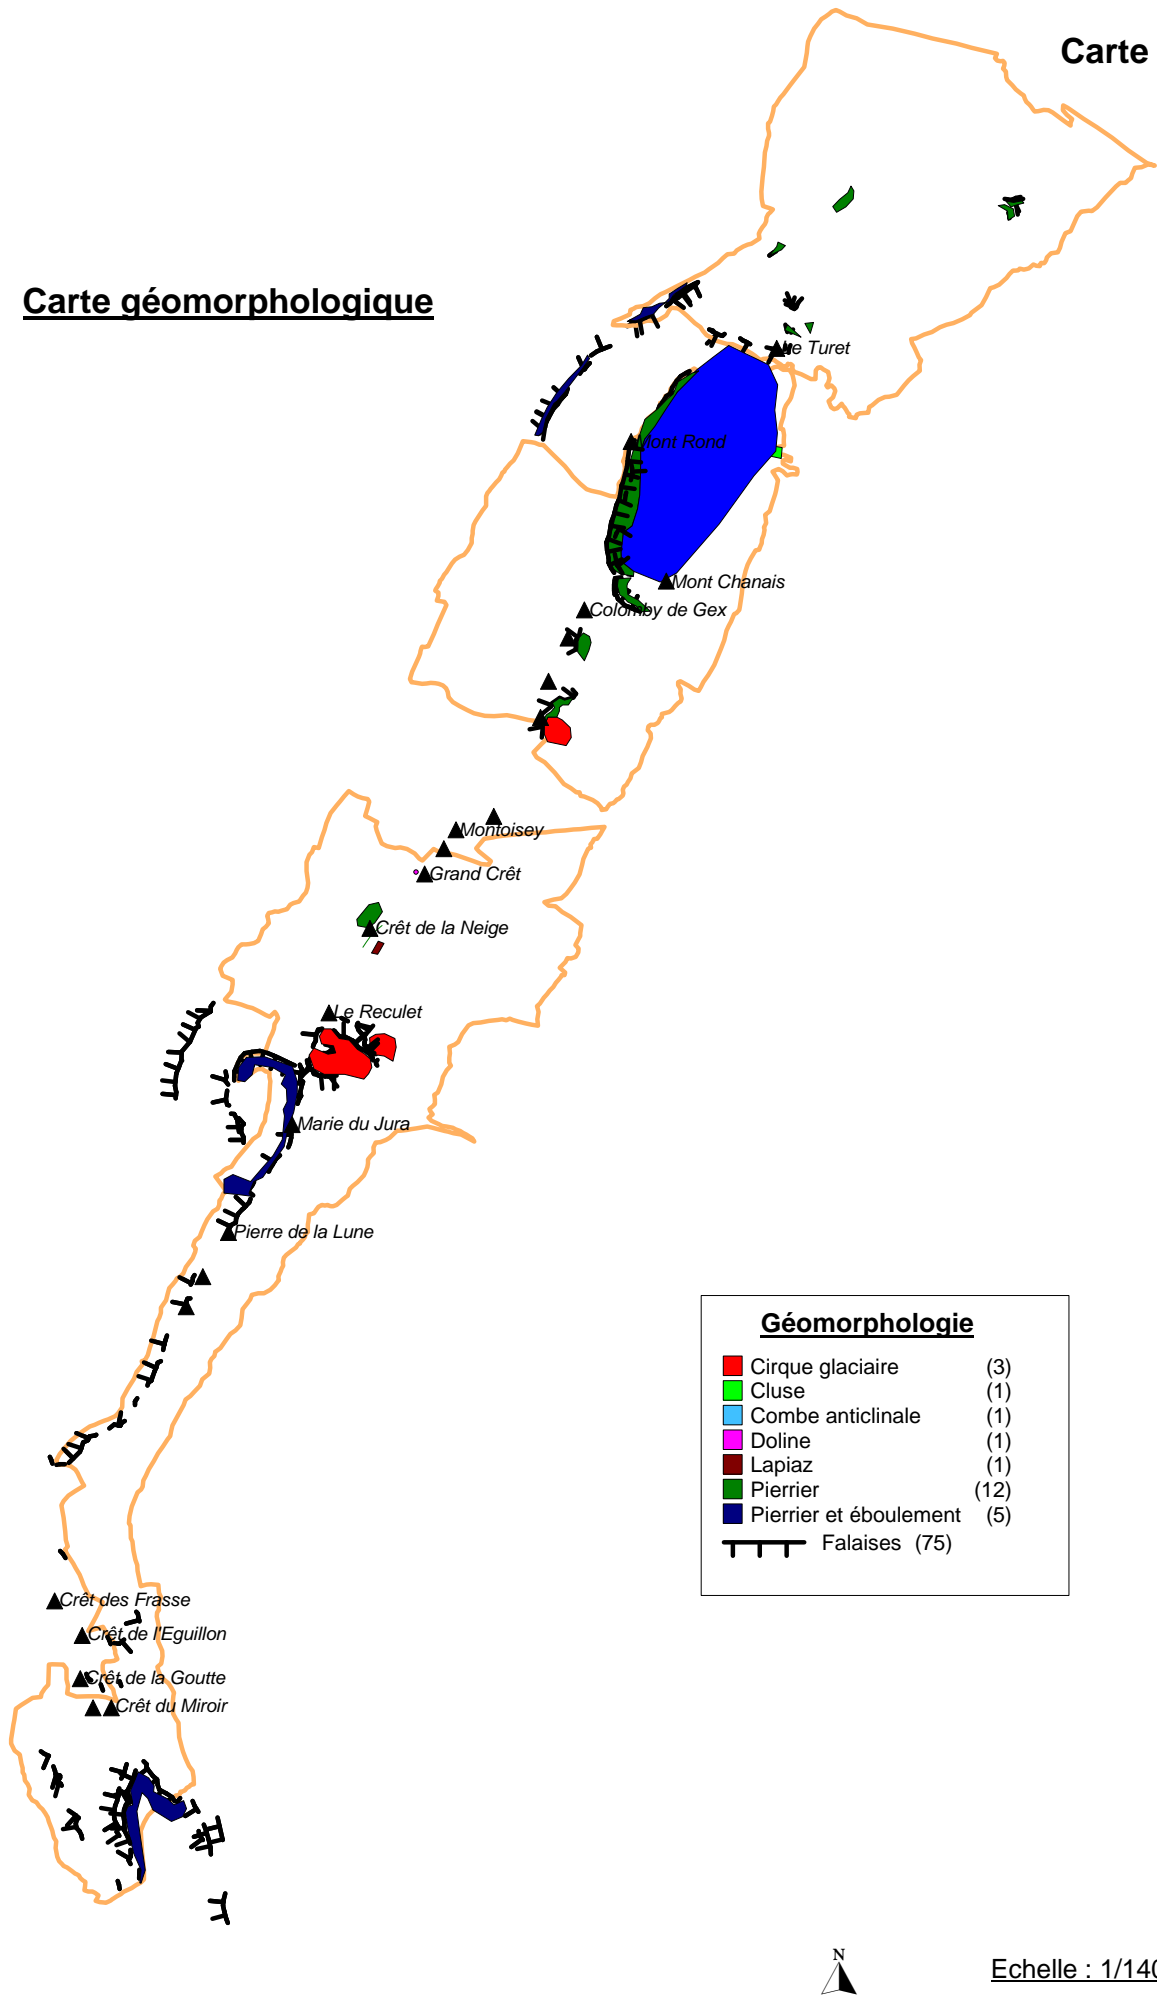 Carte
Carte géomorphologique
Le Turet
Mont Rond
Mont Chanais
Colomby de Gex
Montoisey
Grand Crêt
Crêt de la Neige
Le Reculet
Marie du Jura
Pierre de la Lune
Géomorphologie
Cirque glaciaire (3)
Cluse (1)
Combe anticlinale (1)
Doline (1)
Lapiaz (1)
Pierrier (12)
Pierrier et éboulement (5)
Falaises (75)
Crêt des Frasse
Crêt de l'Eguillon
Crêt de la Goutte
Crêt du Miroir
N
Echelle : 1/140